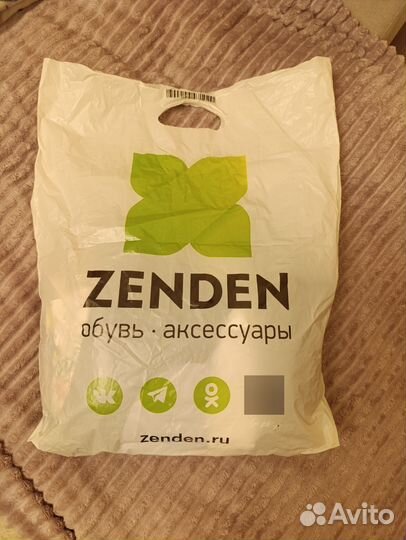 ZENDEN
обувь · аксессуары
zenden.ru
Avito